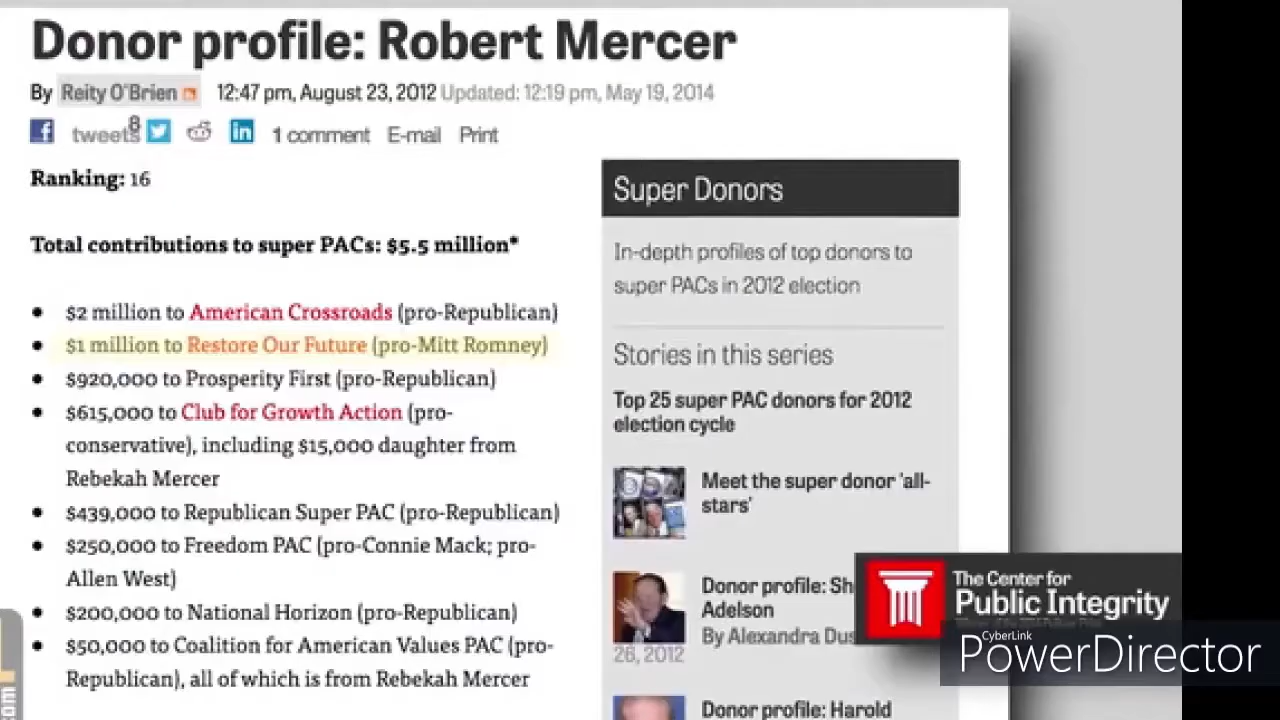 Donor profile: Robert Mercer
By Reity O'Brien 12:47 pm, August 23, 2012 Updated: 12:19 pm, May 19, 2014
tweets 8 1 comment E-mail Print
Ranking: 16
Total contributions to super PACs: $5.5 million*
$2 million to American Crossroads (pro-Republican)
$1 million to Restore Our Future (pro-Mitt Romney)
$920,000 to Prosperity First (pro-Republican)
$615,000 to Club for Growth Action (pro-
conservative), including $15,000 daughter from
Rebekah Mercer
$439,000 to Republican Super PAC (pro-Republican)
$250,000 to Freedom PAC (pro-Connie Mack; pro-
Allen West)
$200,000 to National Horizon (pro-Republican)
$50,000 to Coalition for American Values PAC (pro-
Republican), all of which is from Rebekah Mercer
Super Donors
In-depth profiles of top donors to
super PACs in 2012 election
Stories in this series
Top 25 super PAC donors for 2012
election cycle
Meet the super donor 'all-
stars'
Donor profile: Sh
Adelson
By Alexandra Dus
26, 2012
Donor profile: Harold
The Center for
Public Integrity
CyberLink
PowerDirector
com